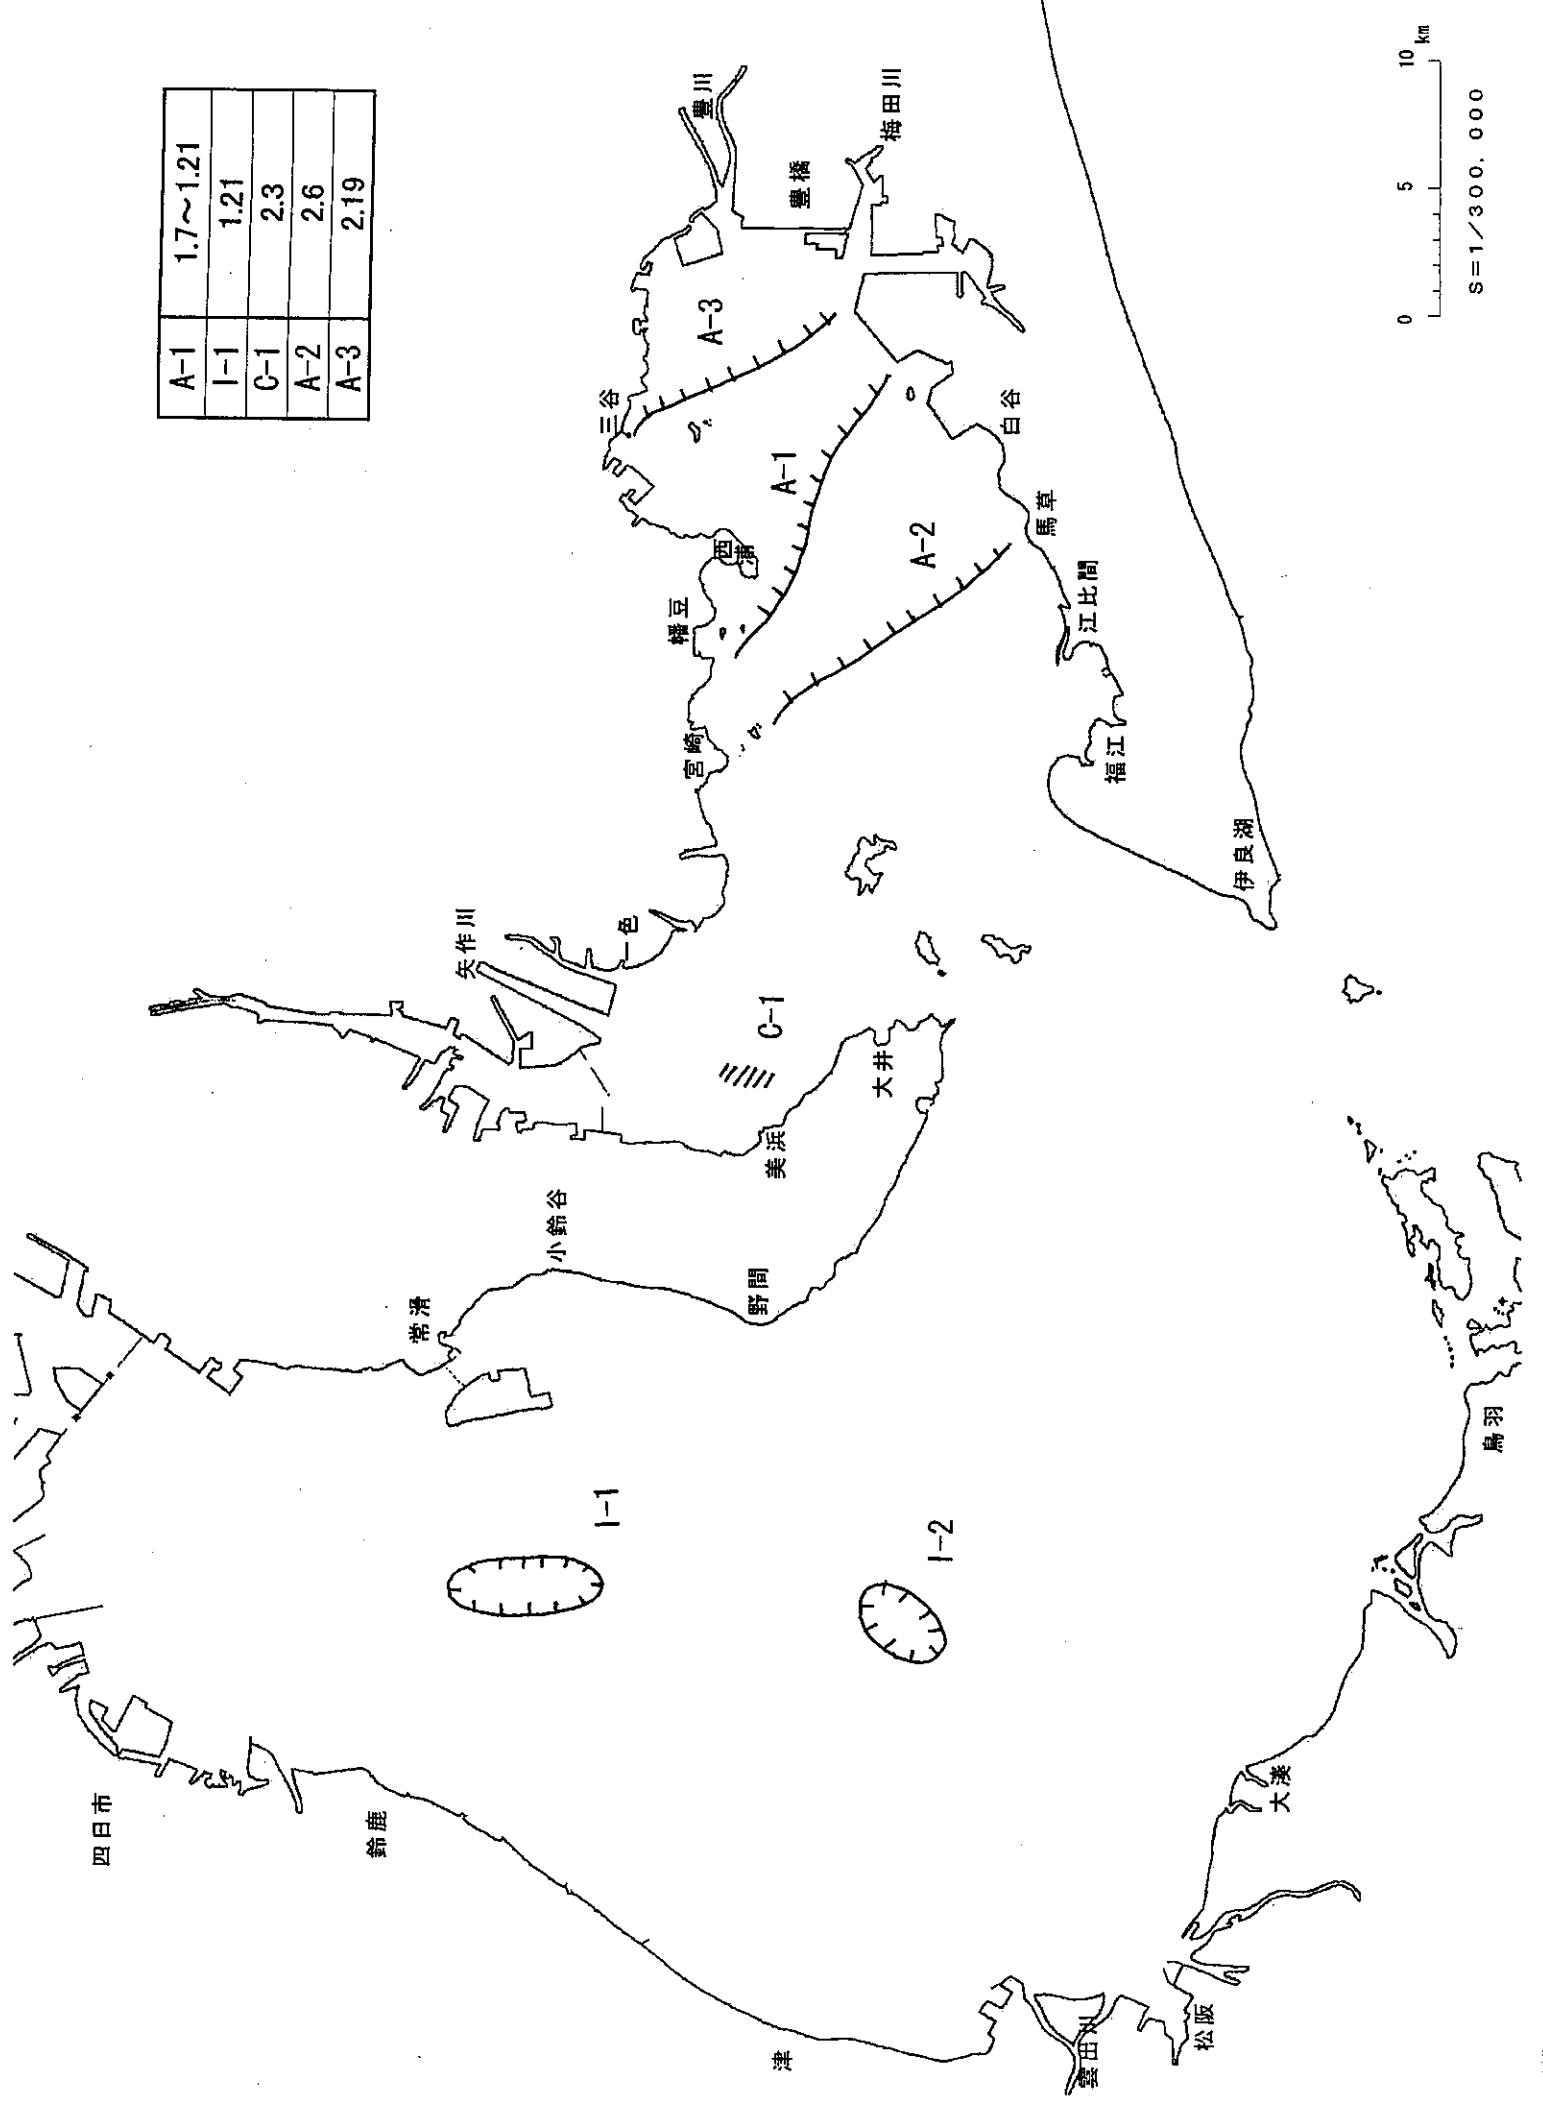 A-1 1.7～1.21
I-1 1.21
C-1 2.3
A-2 2.6
A-3 2.19
四日市
鈴鹿
津
雲出川
松阪
大湊
鳥羽
常滑
小鈴谷
野間
美浜
大井
矢作川
一色
宮崎
幡豆
西浦
三谷
豊川
豊橋
梅田川
白谷
馬草
江比間
福江
伊良湖
I-1
I-2
C-1
A-1
A-2
A-3
0 5 10 km
S=1/300,000